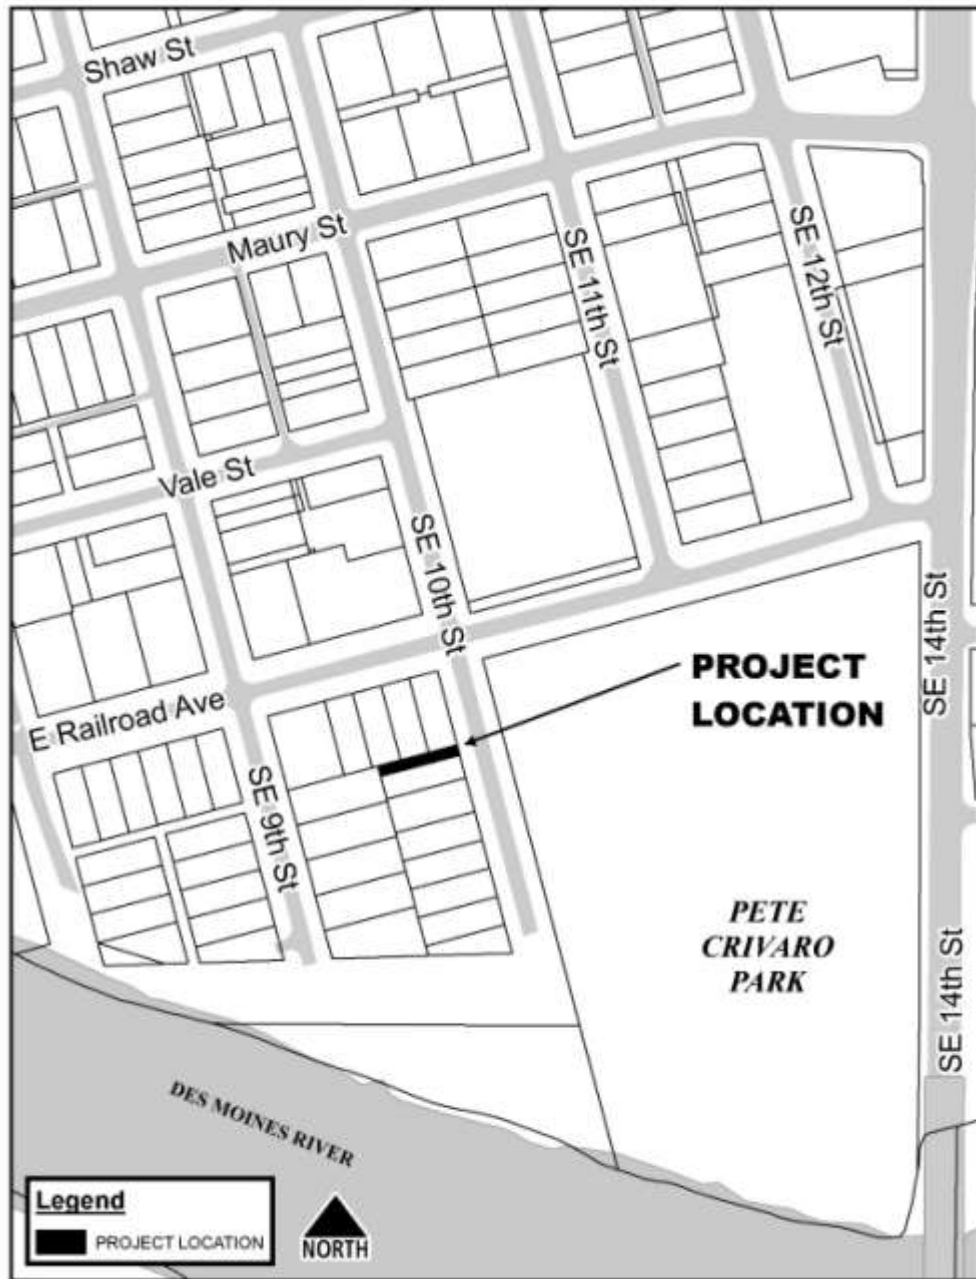 Shaw St
Maury St
SE 11th St
SE 12th St
Vale St
SE 10th St
SE 14th St
PROJECT
LOCATION
E Railroad Ave
SE 9th St
PETE
CRIVARO
PARK
SE 14th St
DES MOINES RIVER
Legend
PROJECT LOCATION
NORTH